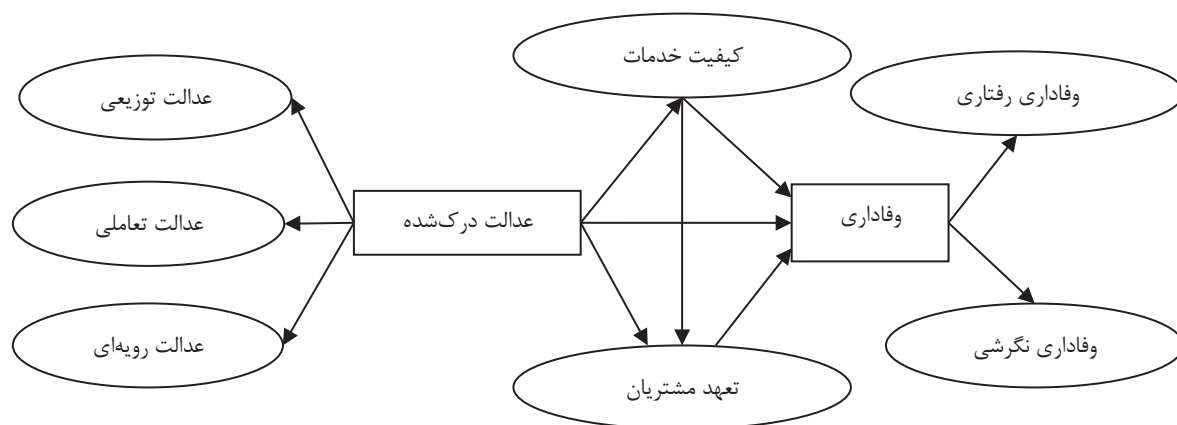 کیفیت خدمات
عدالت توزیعی
وفاداری رفتاری
عدالت تعاملی
عدالت درک‌شده
وفاداری
عدالت رویه‌ای
وفاداری نگرشی
تعهد مشتریان